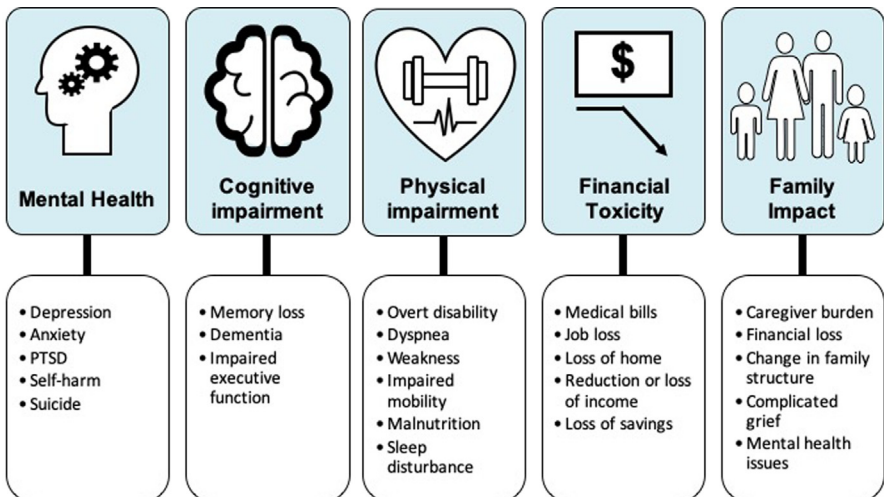 Mental Health
Cognitive
impairment
Physical
impairment
$
Financial
Toxicity
Family
Impact
• Depression
• Anxiety
• PTSD
• Self-harm
• Suicide
• Memory loss
• Dementia
• Impaired
executive
function
• Overt disability
• Dyspnea
• Weakness
• Impaired
mobility
• Malnutrition
• Sleep
disturbance
• Medical bills
• Job loss
• Loss of home
• Reduction or loss
of income
• Loss of savings
• Caregiver burden
• Financial loss
• Change in family
structure
• Complicated
grief
• Mental health
issues